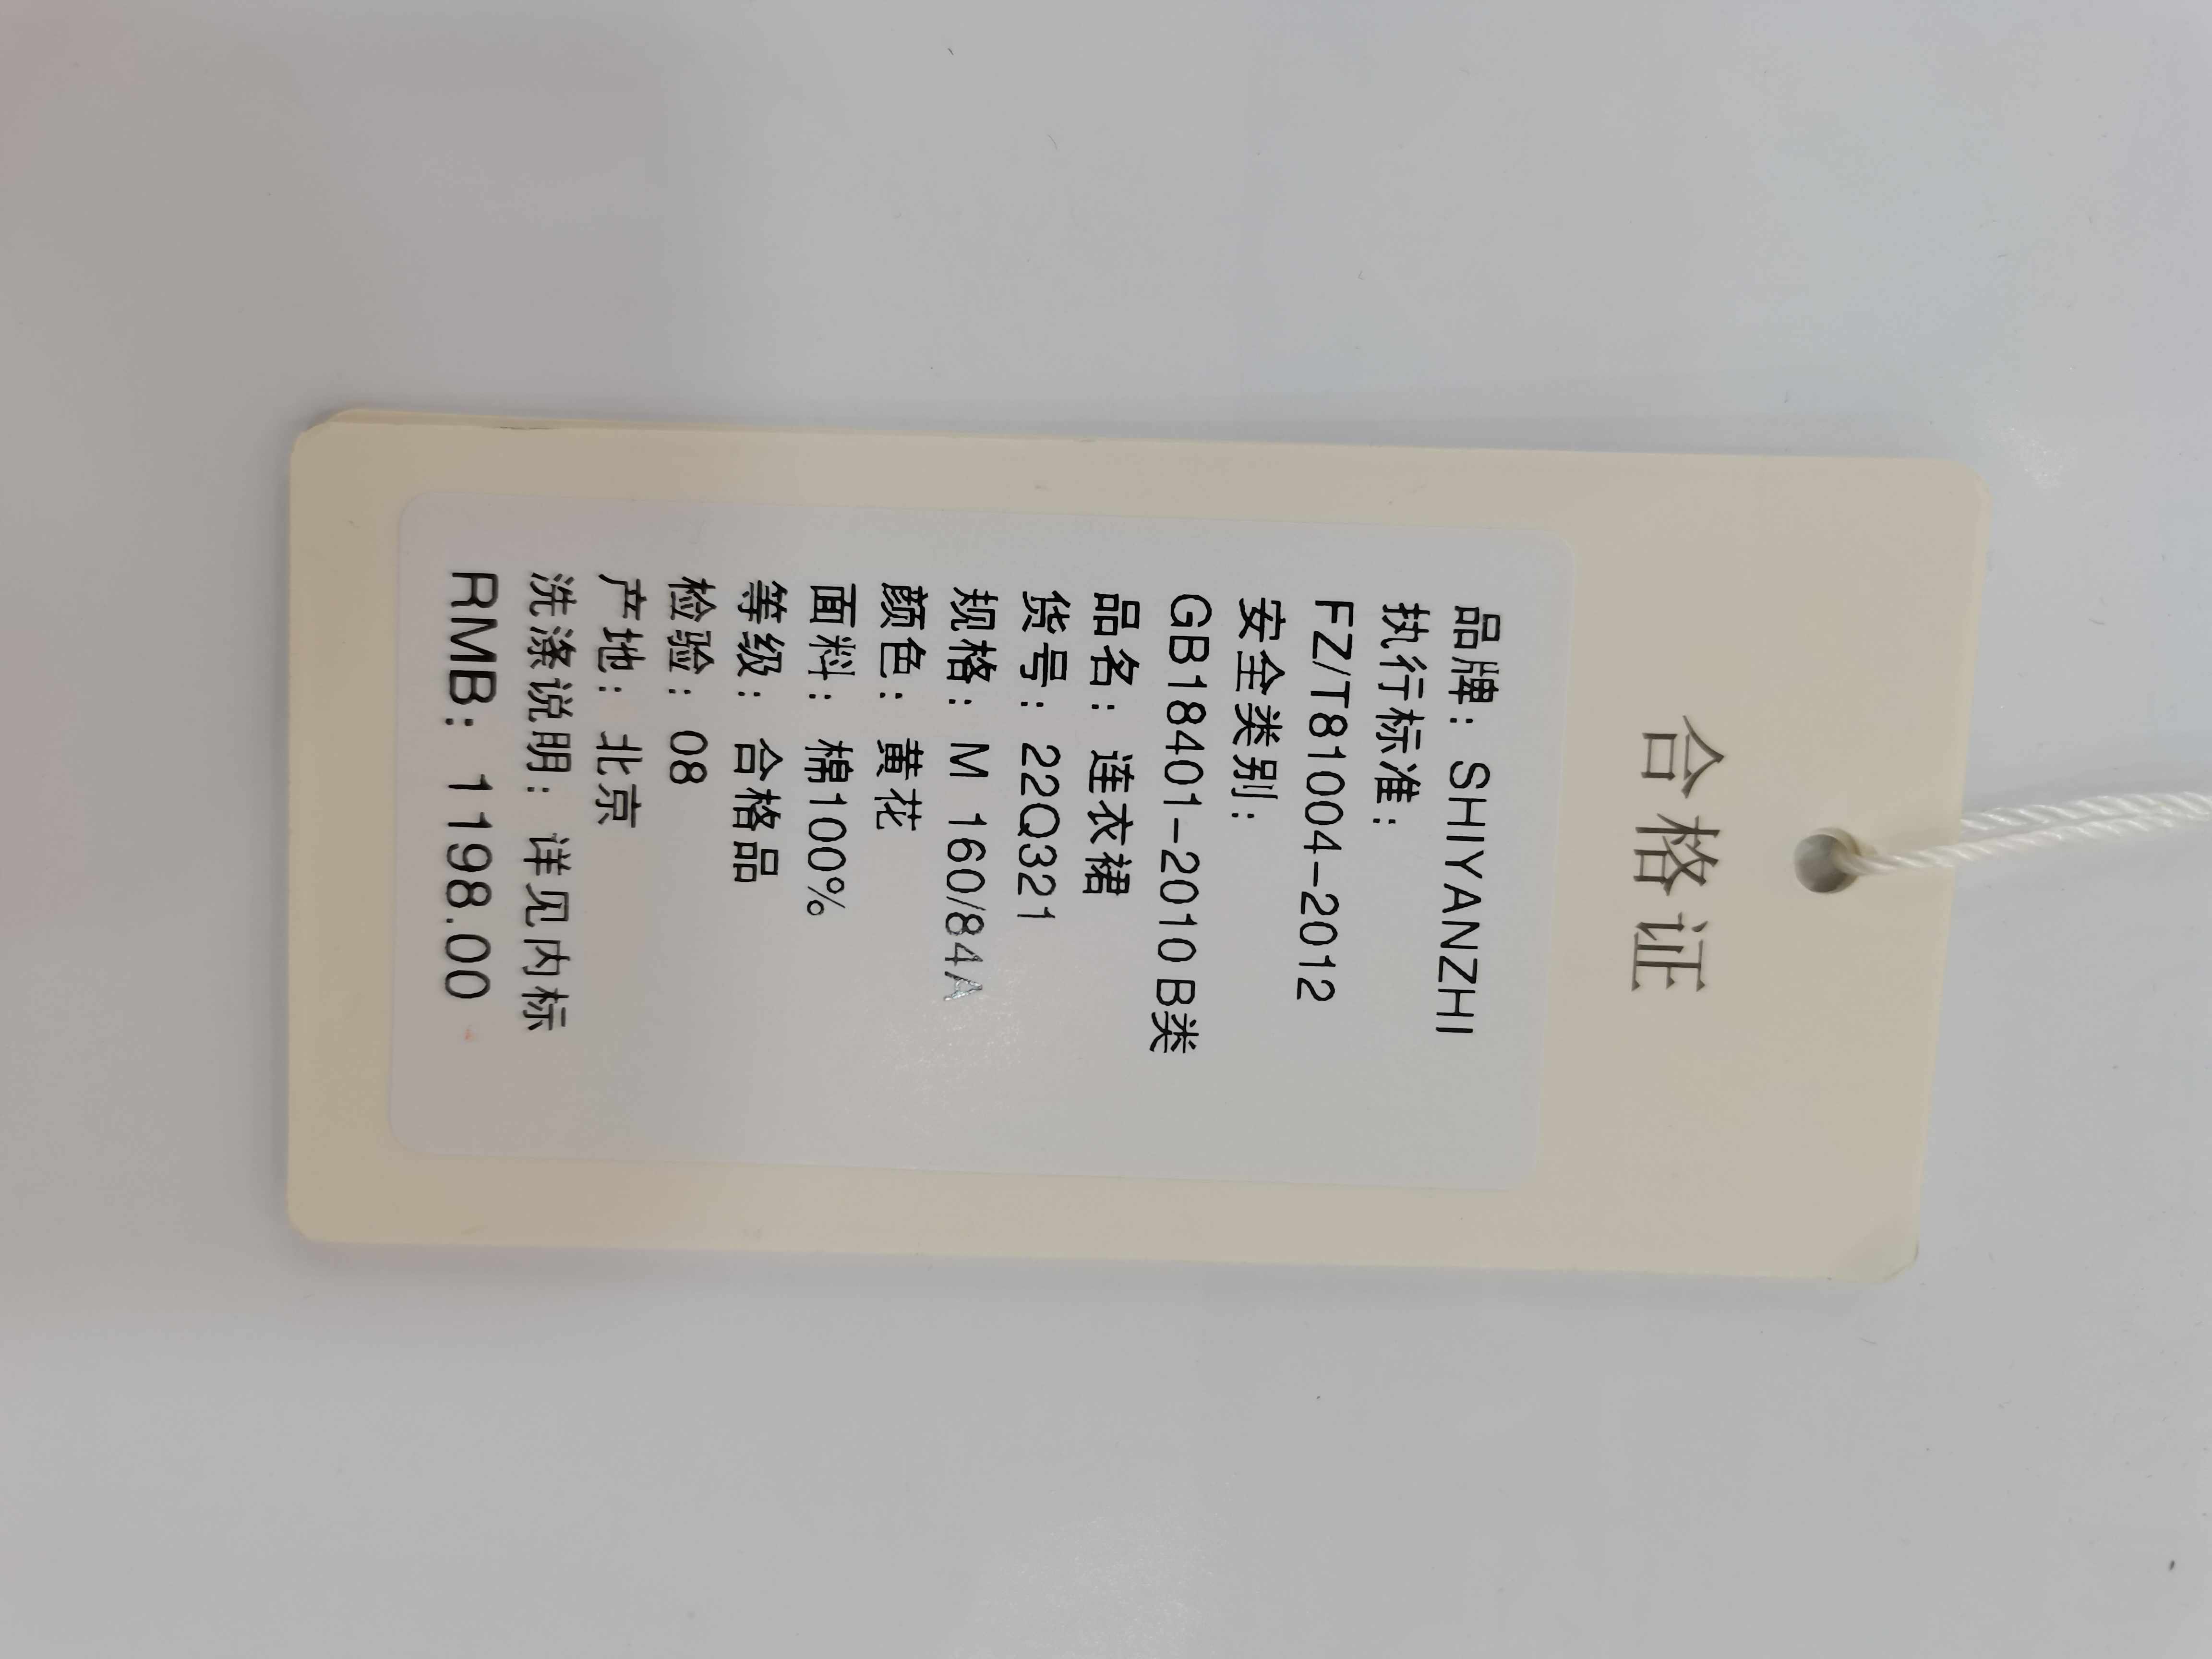 合格证
品牌: SHIYANZHI
执行标准:
FZ/T81004-2012
安全类别:
GB18401-2010 B类
品名: 连衣裙
货号: 22Q321
规格: M 160/84A
颜色: 黄花
面料: 棉100%
等级: 合格品
检验: 08
产地: 北京
洗涤说明: 详见内标
RMB: 1198.00